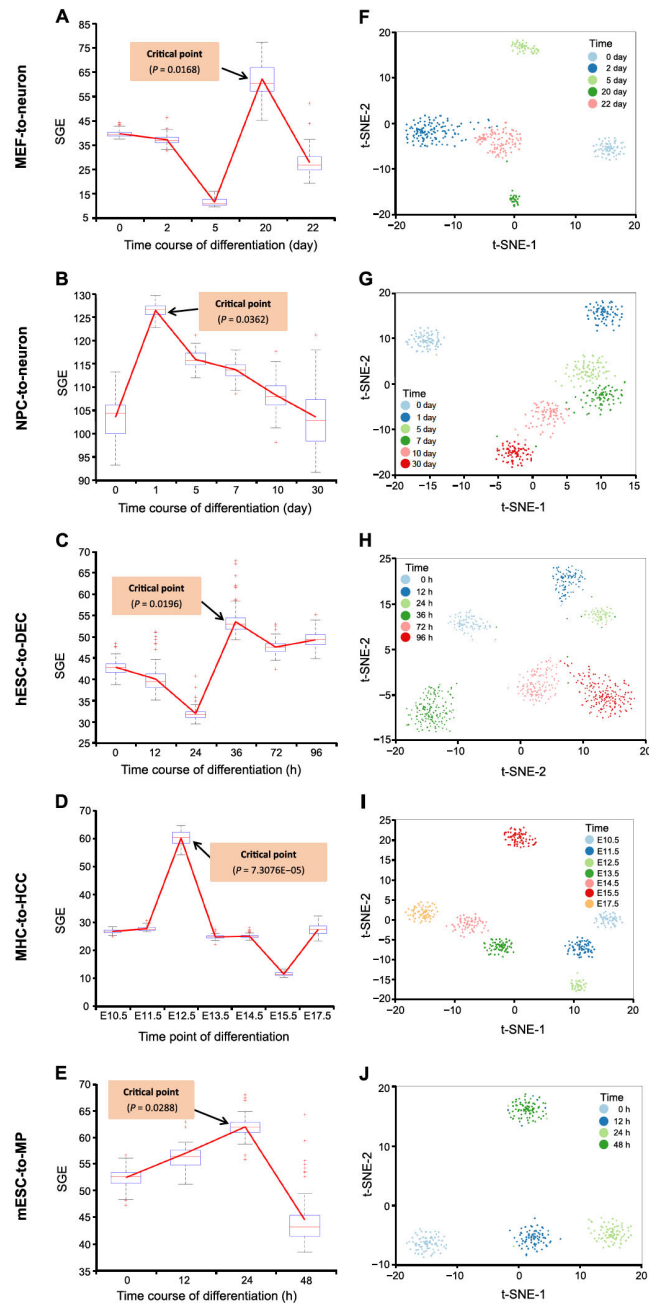 A
MEF-to-neuron
SGE
75
65
55
45
35
25
15
5
Critical point
(P = 0.0168)
0 2 5 20 22
Time course of differentiation (day)
F
t-SNE-2
20
10
0
−10
−20
Time
0 day
2 day
5 day
20 day
22 day
−20 −10 0 10 20
t-SNE-1
B
NPC-to-neuron
SGE
130
125
120
115
110
105
100
95
90
Critical point
(P = 0.0362)
0 1 5 7 10 30
Time course of differentiation (day)
G
t-SNE-2
20
15
10
5
0
−5
−10
−15
−20
Time
0 day
1 day
5 day
7 day
10 day
30 day
−20 −15 −10 −5 0 5 10 15
t-SNE-1
C
hESC-to-DEC
SGE
70
65
60
55
50
45
40
35
30
25
Critical point
(P = 0.0196)
0 12 24 36 72 96
Time course of differentiation (h)
H
t-SNE-2
25
15
5
−5
−15
Time
0 h
12 h
24 h
36 h
72 h
96 h
−20 −10 0 10 20
t-SNE-2
D
MHC-to-HCC
SGE
70
60
50
40
30
20
10
0
Critical point
(P = 7.3076E−05)
E10.5 E11.5 E12.5 E13.5 E14.5 E15.5 E17.5
Time point of differentiation
I
t-SNE-2
25
20
15
10
5
0
−5
−10
−15
−20
Time
E10.5
E11.5
E12.5
E13.5
E14.5
E15.5
E17.5
−20 −10 0 10 20
t-SNE-1
E
mESC-to-MP
SGE
70
65
60
55
50
45
40
35
Critical point
(P = 0.0288)
0 12 24 48
Time course of differentiation (h)
J
t-SNE-2
20
10
0
−10
Time
0 h
12 h
24 h
48 h
−20 −10 0 10 20
t-SNE-1